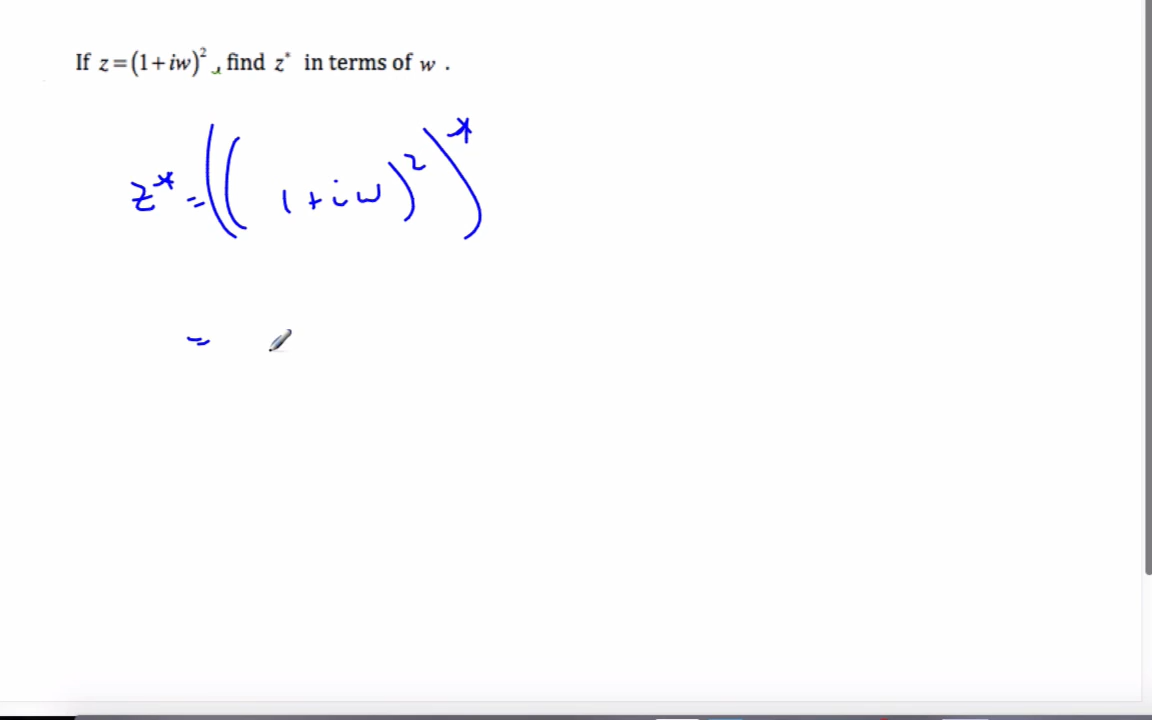 If z=(1+iw)², find z* in terms of w .
z* = ((1+iw)²)*
=